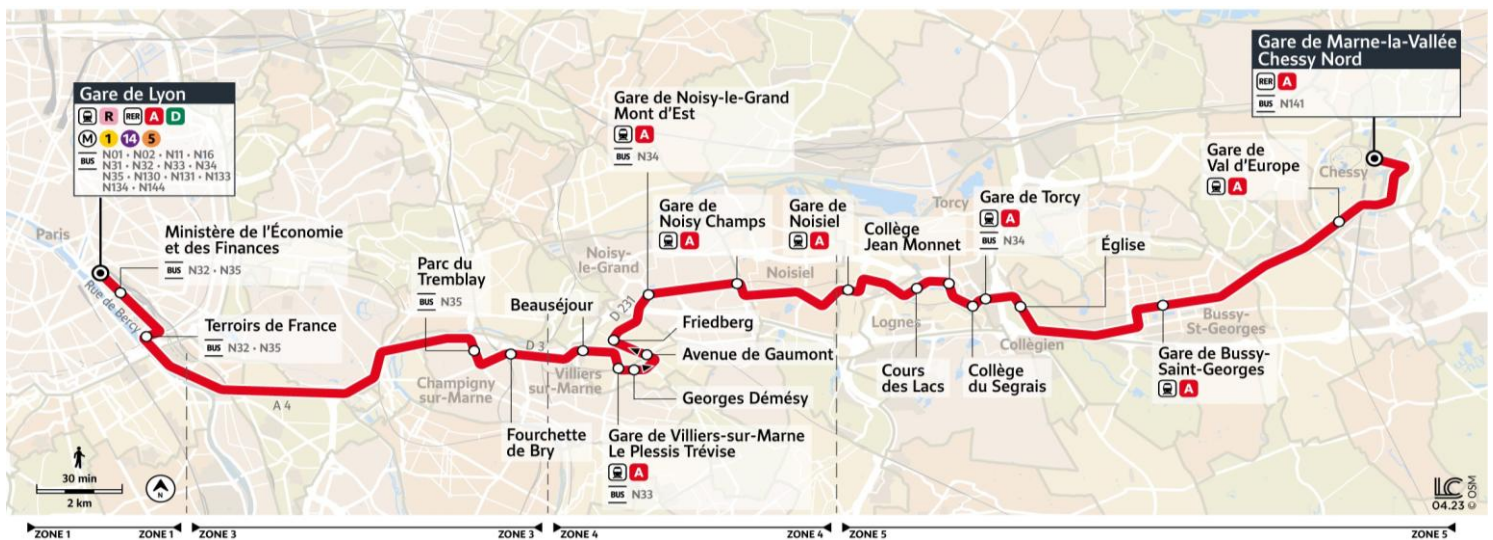 Gare de Lyon
R RER A D
M 1 14 5
BUS N01 • N02 • N11 • N16
N31 • N32 • N33 • N34
N35 • N130 • N131 • N133
N134 • N144
Paris
Rue de Bercy
Ministère de l'Économie
et des Finances
BUS N32 • N35
Terroirs de France
BUS N32 • N35
A 4
Parc du
Tremblay
BUS N35
Champigny
sur-Marne
Fourchette
de Bry
D 3
Beauséjour
Villiers
sur-Marne
Gare de Villiers-sur-Marne
Le Plessis Trévise
A
BUS N33
Georges Démésy
Avenue de Gaumont
Friedberg
D 231
Noisy-
le-Grand
Gare de Noisy-le-Grand
Mont d'Est
A
BUS N34
Gare de
Noisy Champs
A
Noisiel
Gare de
Noisiel
A
Lognes
Cours
des Lacs
Collège
Jean Monnet
Torcy
Collège
du Segrais
Gare de Torcy
A
BUS N34
Église
Collégien
Gare de Bussy-
Saint-Georges
A
Bussy-
St-Georges
Gare de
Val d'Europe
A
Chessy
Gare de Marne-la-Vallée
Chessy Nord
RER A
BUS N141
30 min
2 km
N
LC
04.23 © OSM
ZONE 1 ZONE 1 ZONE 3 ZONE 3 ZONE 4 ZONE 4 ZONE 5 ZONE 5